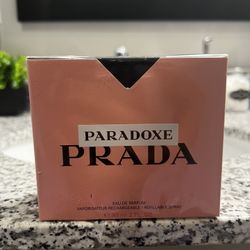 PARADOXE
PRADA
EAU DE PARFUM
VAPORISATEUR RECHARGEABLE • REFILLABLE SPRAY